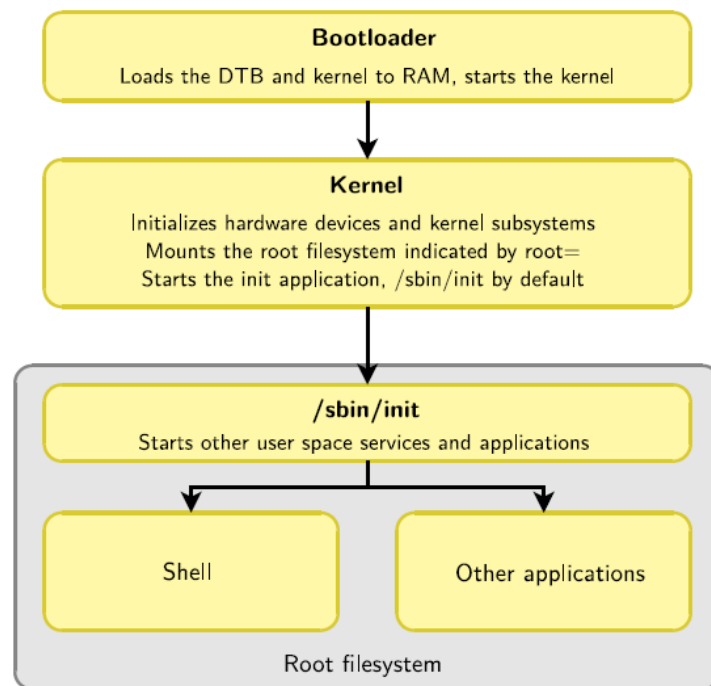 Bootloader
Loads the DTB and kernel to RAM, starts the kernel
Kernel
Initializes hardware devices and kernel subsystems
Mounts the root filesystem indicated by root=
Starts the init application, /sbin/init by default
/sbin/init
Starts other user space services and applications
Shell
Other applications
Root filesystem